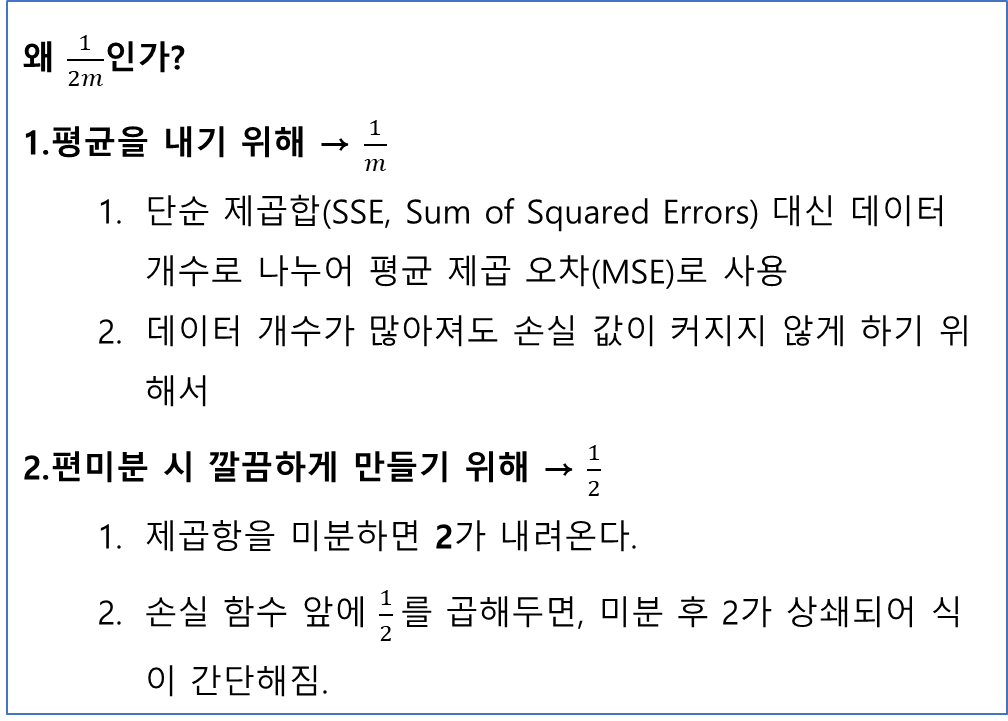 왜 1/2m인가?
1.평균을 내기 위해 → 1/m
1. 단순 제곱합(SSE, Sum of Squared Errors) 대신 데이터
개수로 나누어 평균 제곱 오차(MSE)로 사용
2. 데이터 개수가 많아져도 손실 값이 커지지 않게 하기 위
해서
2.편미분 시 깔끔하게 만들기 위해 → 1/2
1. 제곱항을 미분하면 2가 내려온다.
2. 손실 함수 앞에 1/2를 곱해두면, 미분 후 2가 상쇄되어 식
이 간단해짐.